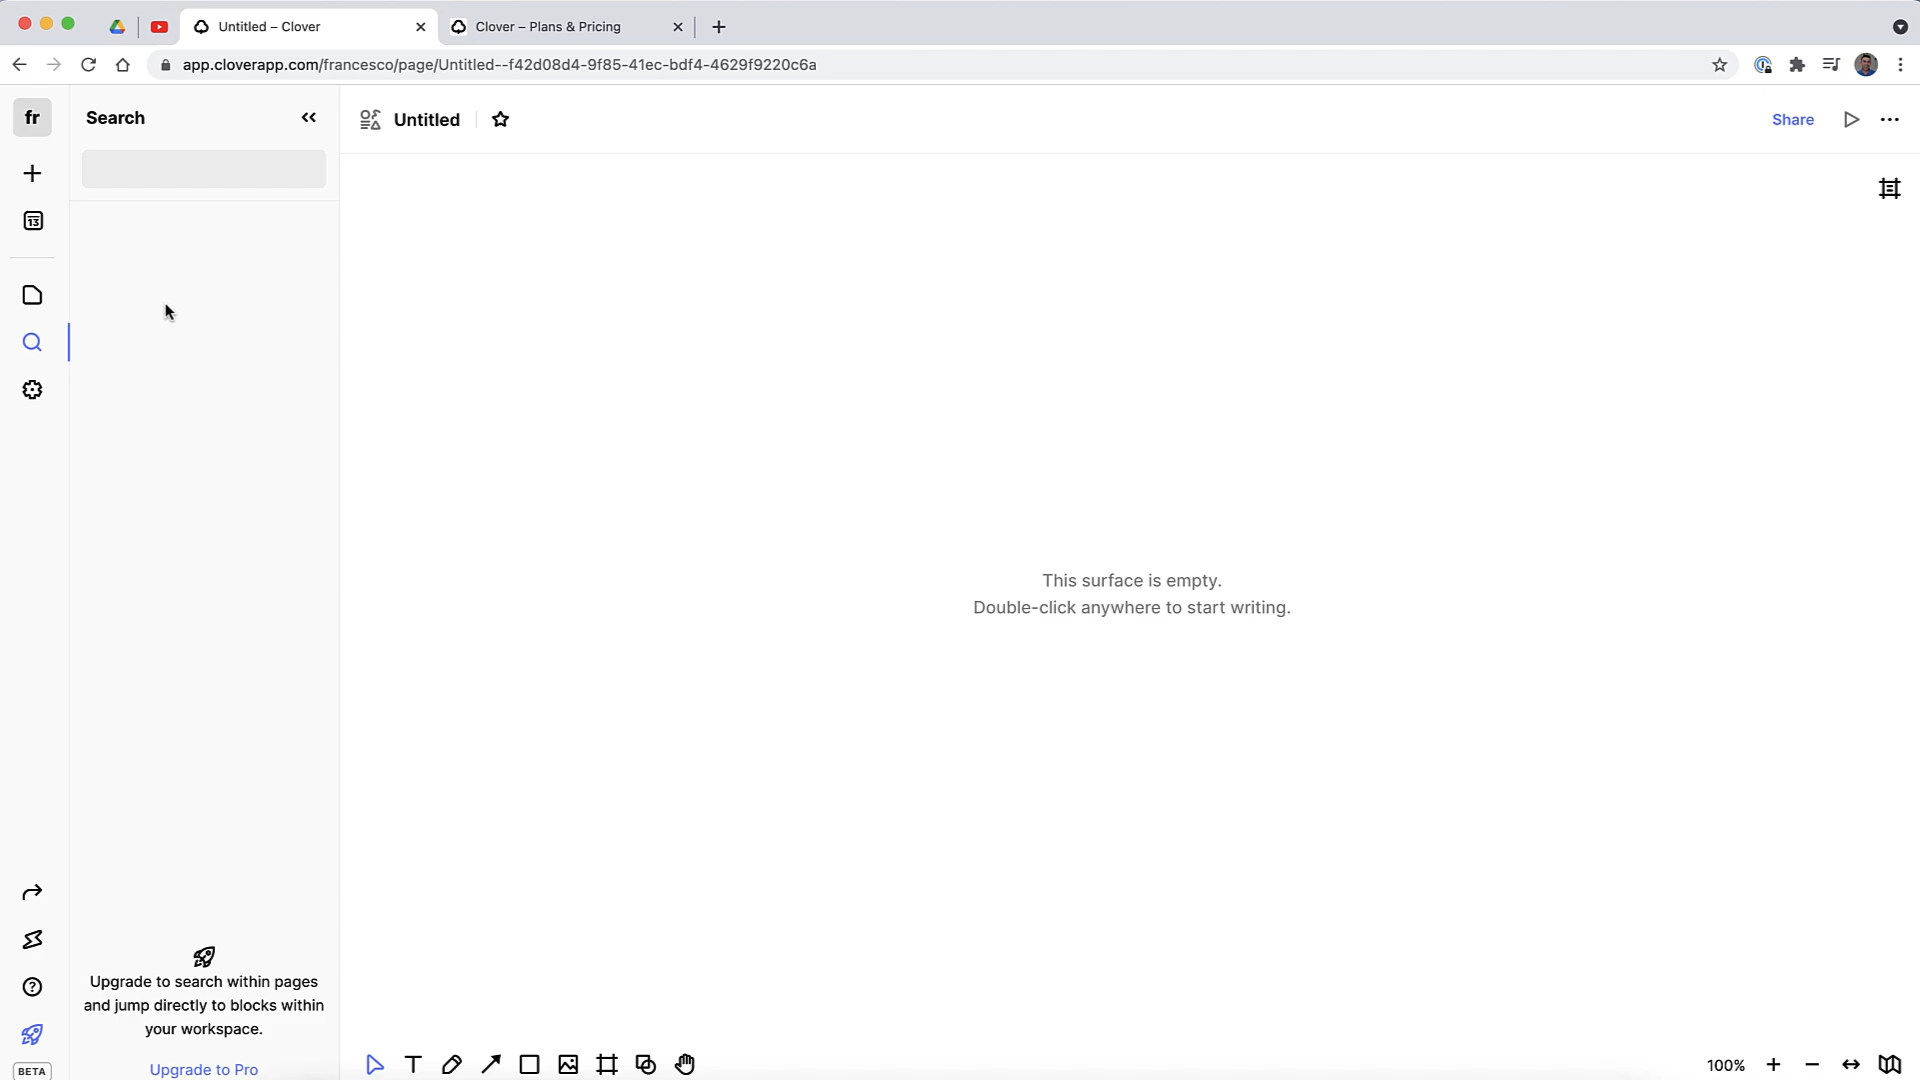 Untitled – Clover
Clover – Plans & Pricing
app.cloverapp.com/francesco/page/Untitled--f42d08d4-9f85-41ec-bdf4-4629f9220c6a
fr
Search
Untitled
Share
13
This surface is empty.
Double-click anywhere to start writing.
Upgrade to search within pages
and jump directly to blocks within
your workspace.
Upgrade to Pro
BETA
100%